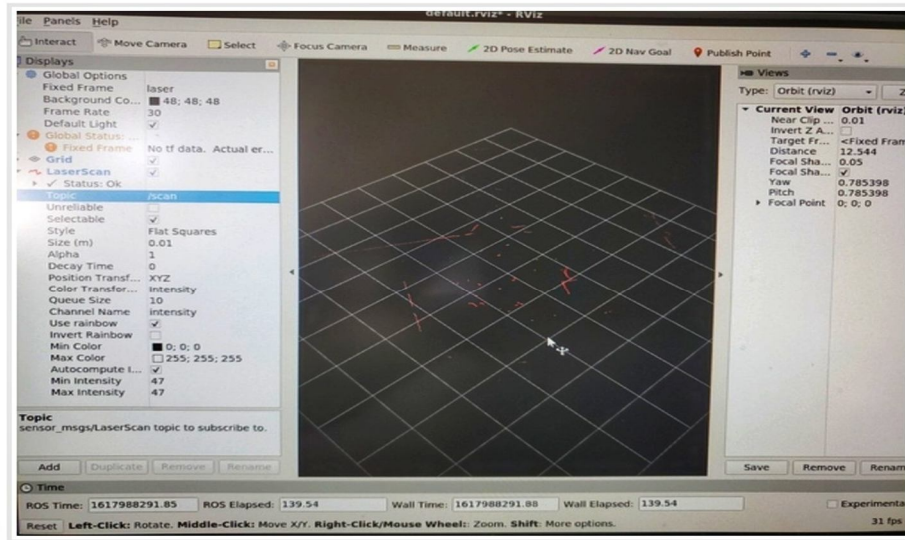 default.rviz* - RViz
ile Panels Help
Interact Move Camera Select Focus Camera Measure 2D Pose Estimate 2D Nav Goal Publish Point
Displays
Global Options
Fixed Frame laser
Background Co... 48; 48; 48
Frame Rate 30
Default Light
Global Status: ...
Fixed Frame No tf data. Actual er...
Grid
LaserScan
Status: Ok
Topic /scan
Unreliable
Selectable
Style Flat Squares
Size (m) 0.01
Alpha 1
Decay Time 0
Position Transf... XYZ
Color Transfor... Intensity
Queue Size 10
Channel Name intensity
Use rainbow
Invert Rainbow
Min Color 0; 0; 0
Max Color 255; 255; 255
Autocompute I...
Min Intensity 47
Max Intensity 47
Topic
sensor_msgs/LaserScan topic to subscribe to.
Add Duplicate Remove Rename
Views
Type: Orbit (rviz) Z
Current View Orbit (rviz)
Near Clip ... 0.01
Invert Z A...
Target Fr... <Fixed Fram
Distance 12.544
Focal Sha... 0.05
Focal Sha...
Yaw 0.785398
Pitch 0.785398
Focal Point 0; 0; 0
Save Remove Renam
Time
ROS Time: 1617988291.85 ROS Elapsed: 139.54 Wall Time: 1617988291.88 Wall Elapsed: 139.54 Experimenta
Reset Left-Click: Rotate. Middle-Click: Move X/Y. Right-Click/Mouse Wheel:: Zoom. Shift: More options. 31 fps